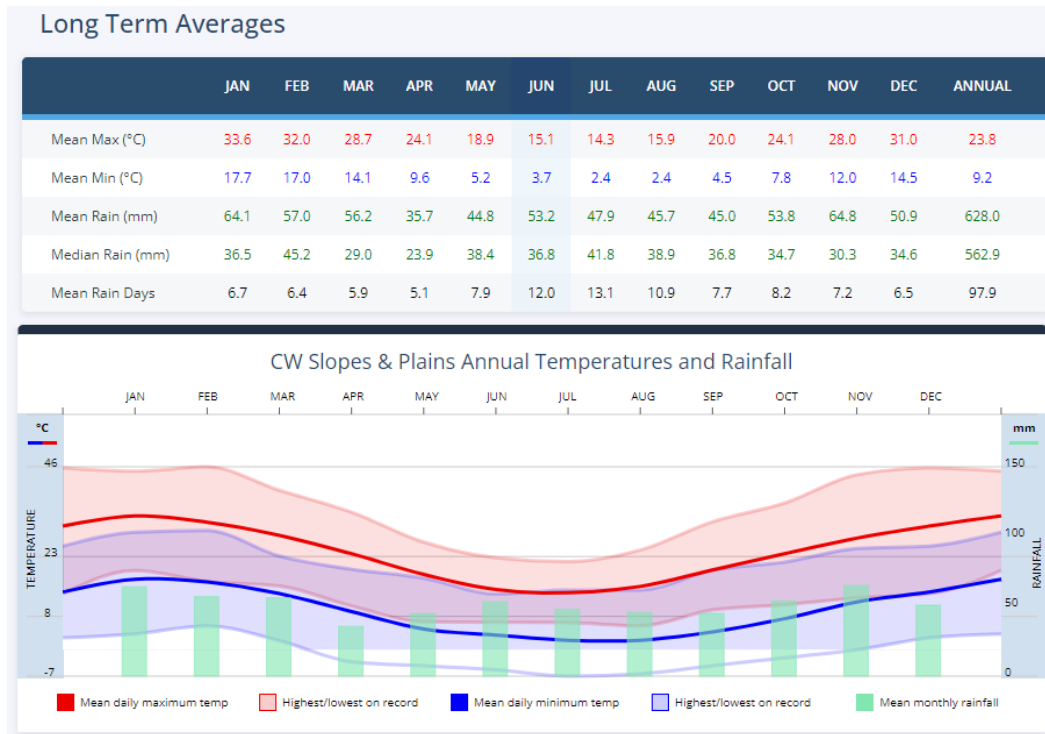 Long Term Averages
JAN FEB MAR APR MAY JUN JUL AUG SEP OCT NOV DEC ANNUAL
Mean Max (°C) 33.6 32.0 28.7 24.1 18.9 15.1 14.3 15.9 20.0 24.1 28.0 31.0 23.8
Mean Min (°C) 17.7 17.0 14.1 9.6 5.2 3.7 2.4 2.4 4.5 7.8 12.0 14.5 9.2
Mean Rain (mm) 64.1 57.0 56.2 35.7 44.8 53.2 47.9 45.7 45.0 53.8 64.8 50.9 628.0
Median Rain (mm) 36.5 45.2 29.0 23.9 38.4 36.8 41.8 38.9 36.8 34.7 30.3 34.6 562.9
Mean Rain Days 6.7 6.4 5.9 5.1 7.9 12.0 13.1 10.9 7.7 8.2 7.2 6.5 97.9
CW Slopes & Plains Annual Temperatures and Rainfall
JAN FEB MAR APR MAY JUN JUL AUG SEP OCT NOV DEC
°C mm
46 150
100
23
TEMPERATURE RAINFALL
8 50
-7 0
Mean daily maximum temp Highest/lowest on record Mean daily minimum temp Highest/lowest on record Mean monthly rainfall